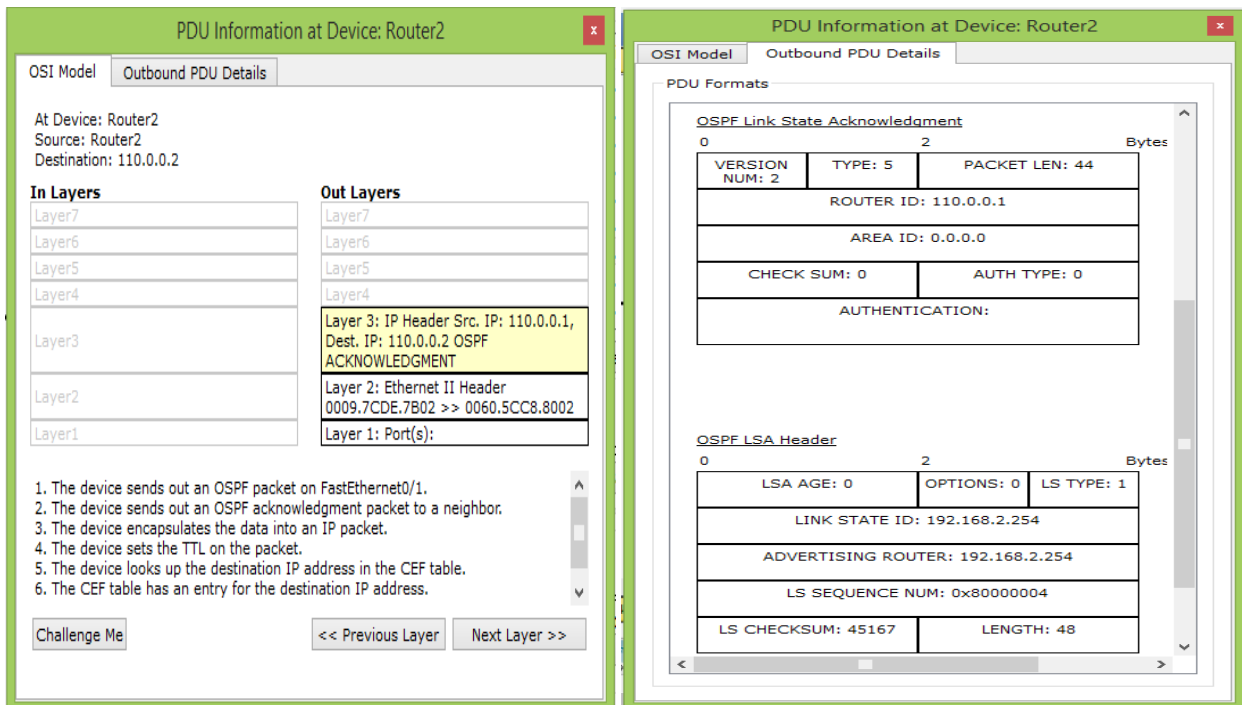 PDU Information at Device: Router2
x
OSI Model Outbound PDU Details
At Device: Router2
Source: Router2
Destination: 110.0.0.2
In Layers Out Layers
Layer7 Layer7
Layer6 Layer6
Layer5 Layer5
Layer4 Layer4
Layer3
Layer 3: IP Header Src. IP: 110.0.0.1,
Dest. IP: 110.0.0.2 OSPF
ACKNOWLEDGMENT
Layer2
Layer 2: Ethernet II Header
0009.7CDE.7B02 >> 0060.5CC8.8002
Layer1 Layer 1: Port(s):
1. The device sends out an OSPF packet on FastEthernet0/1.
2. The device sends out an OSPF acknowledgment packet to a neighbor.
3. The device encapsulates the data into an IP packet.
4. The device sets the TTL on the packet.
5. The device looks up the destination IP address in the CEF table.
6. The CEF table has an entry for the destination IP address.
Challenge Me << Previous Layer Next Layer >>
PDU Information at Device: Router2
x
OSI Model Outbound PDU Details
PDU Formats
OSPF Link State Acknowledgment
0 2 Bytes
VERSION
NUM: 2
TYPE: 5 PACKET LEN: 44
ROUTER ID: 110.0.0.1
AREA ID: 0.0.0.0
CHECK SUM: 0 AUTH TYPE: 0
AUTHENTICATION:
OSPF LSA Header
0 2 Bytes
LSA AGE: 0 OPTIONS: 0 LS TYPE: 1
LINK STATE ID: 192.168.2.254
ADVERTISING ROUTER: 192.168.2.254
LS SEQUENCE NUM: 0x80000004
LS CHECKSUM: 45167 LENGTH: 48